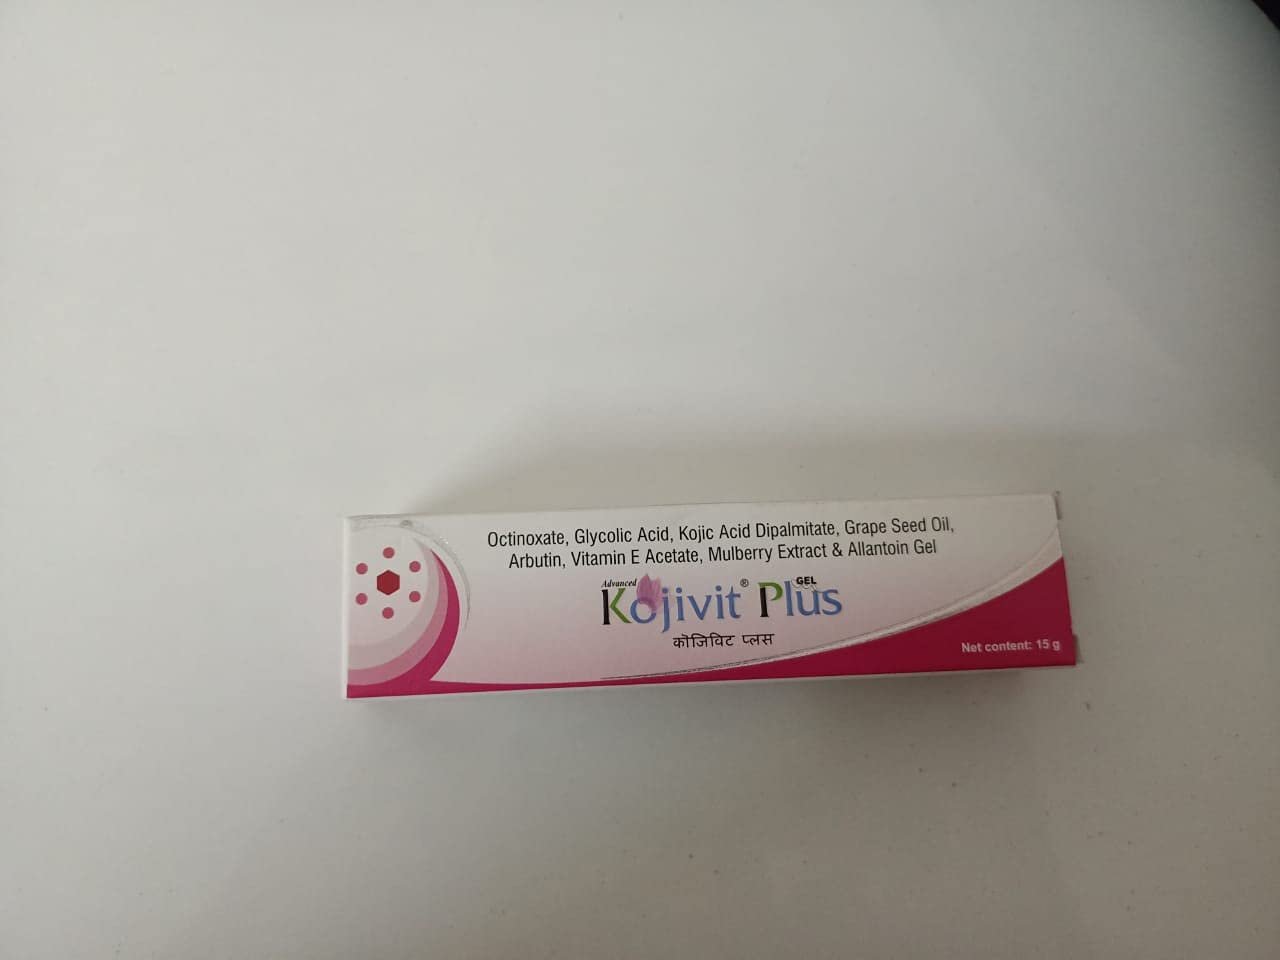 Octinoxate, Glycolic Acid, Kojic Acid Dipalmitate, Grape Seed Oil,
Arbutin, Vitamin E Acetate, Mulberry Extract & Allantoin Gel
Advanced
Kojivit® Plus GEL
कोजिविट प्लस
Net content: 15 g